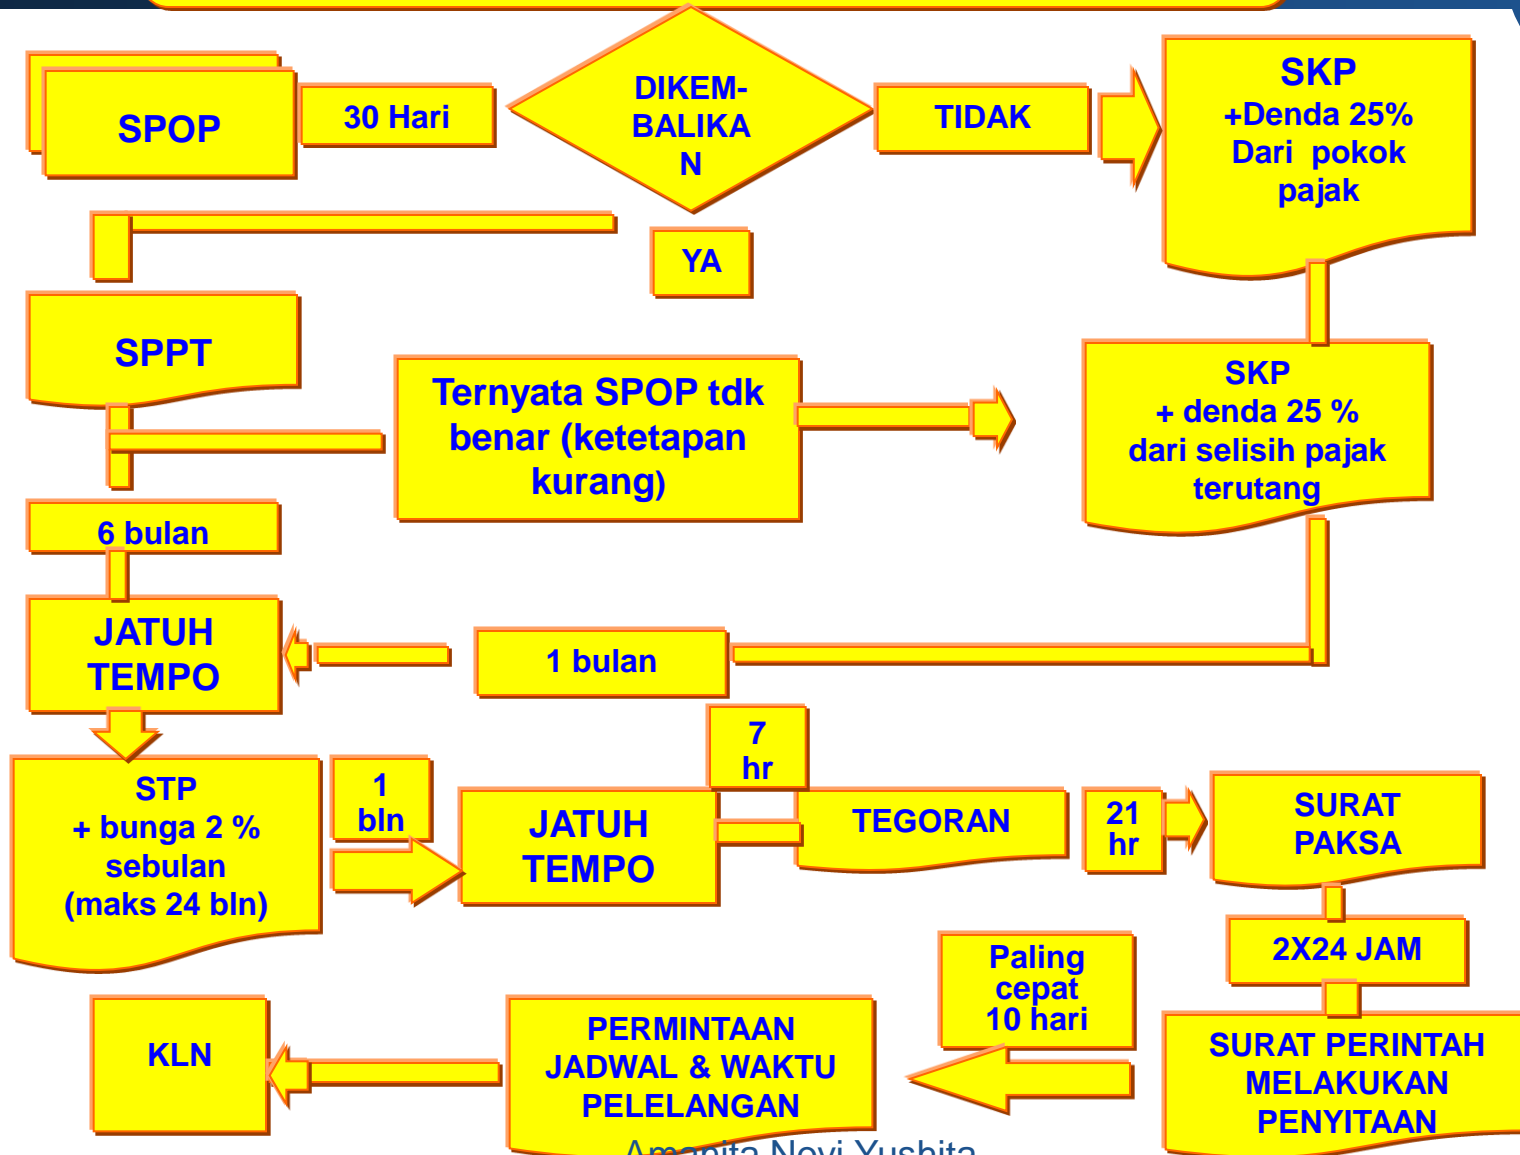 SPOP
30 Hari
DIKEM-
BALIKA
N
TIDAK
SKP
+Denda 25%
Dari pokok
pajak
YA
SPPT
Ternyata SPOP tdk
benar (ketetapan
kurang)
SKP
+ denda 25 %
dari selisih pajak
terutang
6 bulan
JATUH
TEMPO
1 bulan
STP
+ bunga 2 %
sebulan
(maks 24 bln)
1
bln
JATUH
TEMPO
7
hr
TEGORAN
21
hr
SURAT
PAKSA
2X24 JAM
SURAT PERINTAH
MELAKUKAN
PENYITAAN
Paling
cepat
10 hari
PERMINTAAN
JADWAL & WAKTU
PELELANGAN
KLN
Amanita Novi Yushita